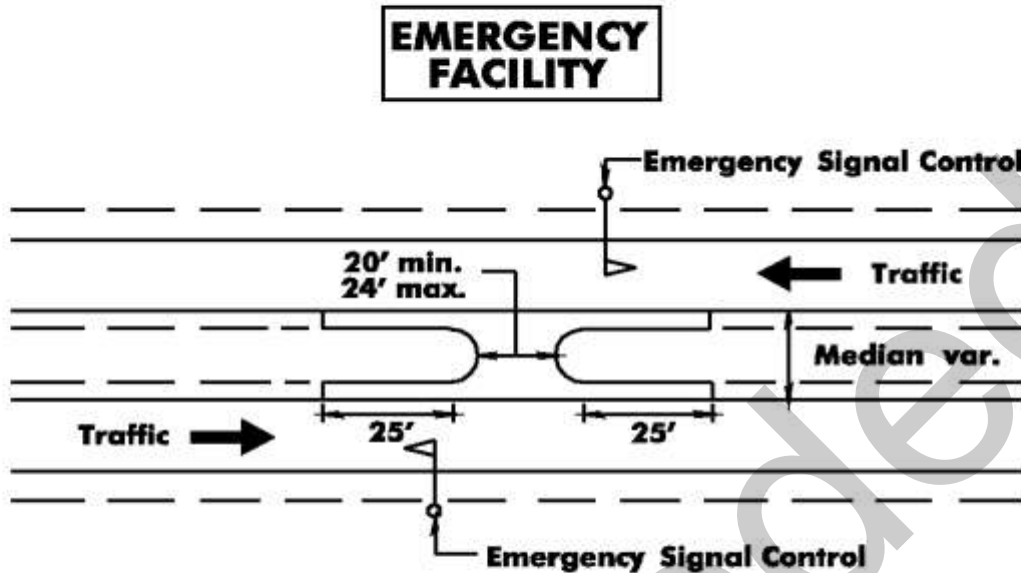 EMERGENCY
FACILITY
Emergency Signal Control
20' min.
24' max.
Traffic
Median var.
Traffic
25'
25'
Emergency Signal Control